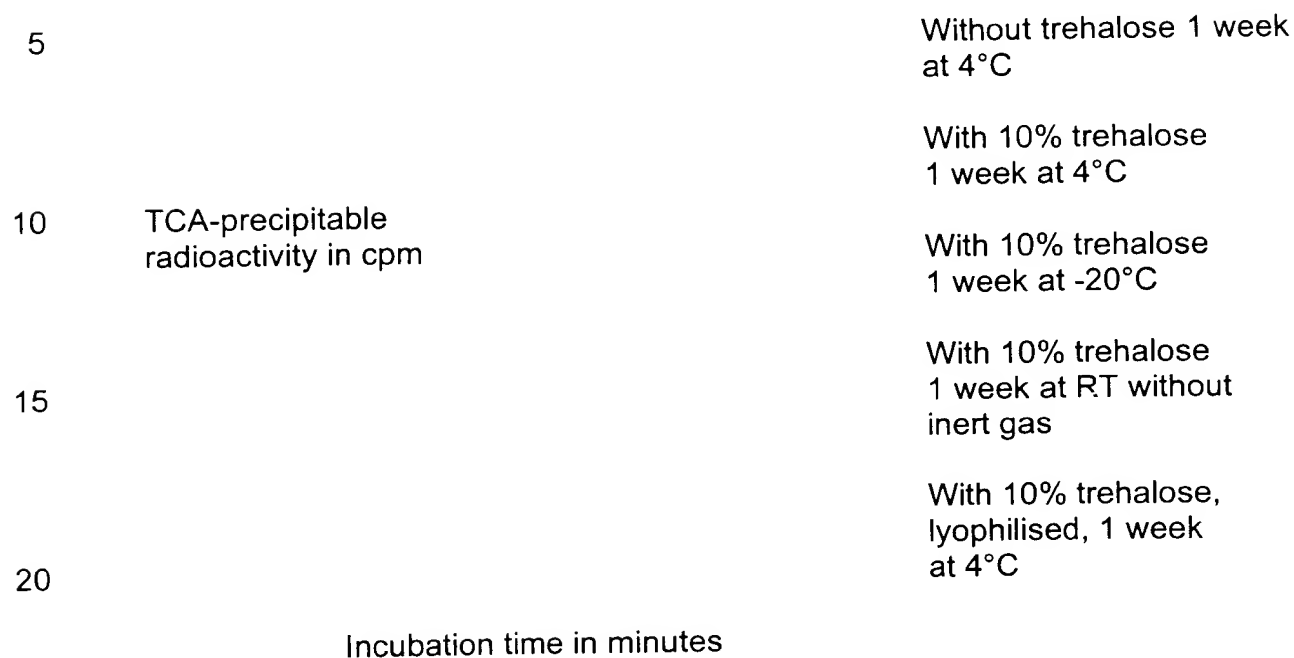 5
Without trehalose 1 week
at 4°C
With 10% trehalose
1 week at 4°C
10
TCA-precipitable
radioactivity in cpm
With 10% trehalose
1 week at -20°C
With 10% trehalose
15
1 week at RT without
inert gas
With 10% trehalose,
lyophilised, 1 week
at 4°C
20
Incubation time in minutes